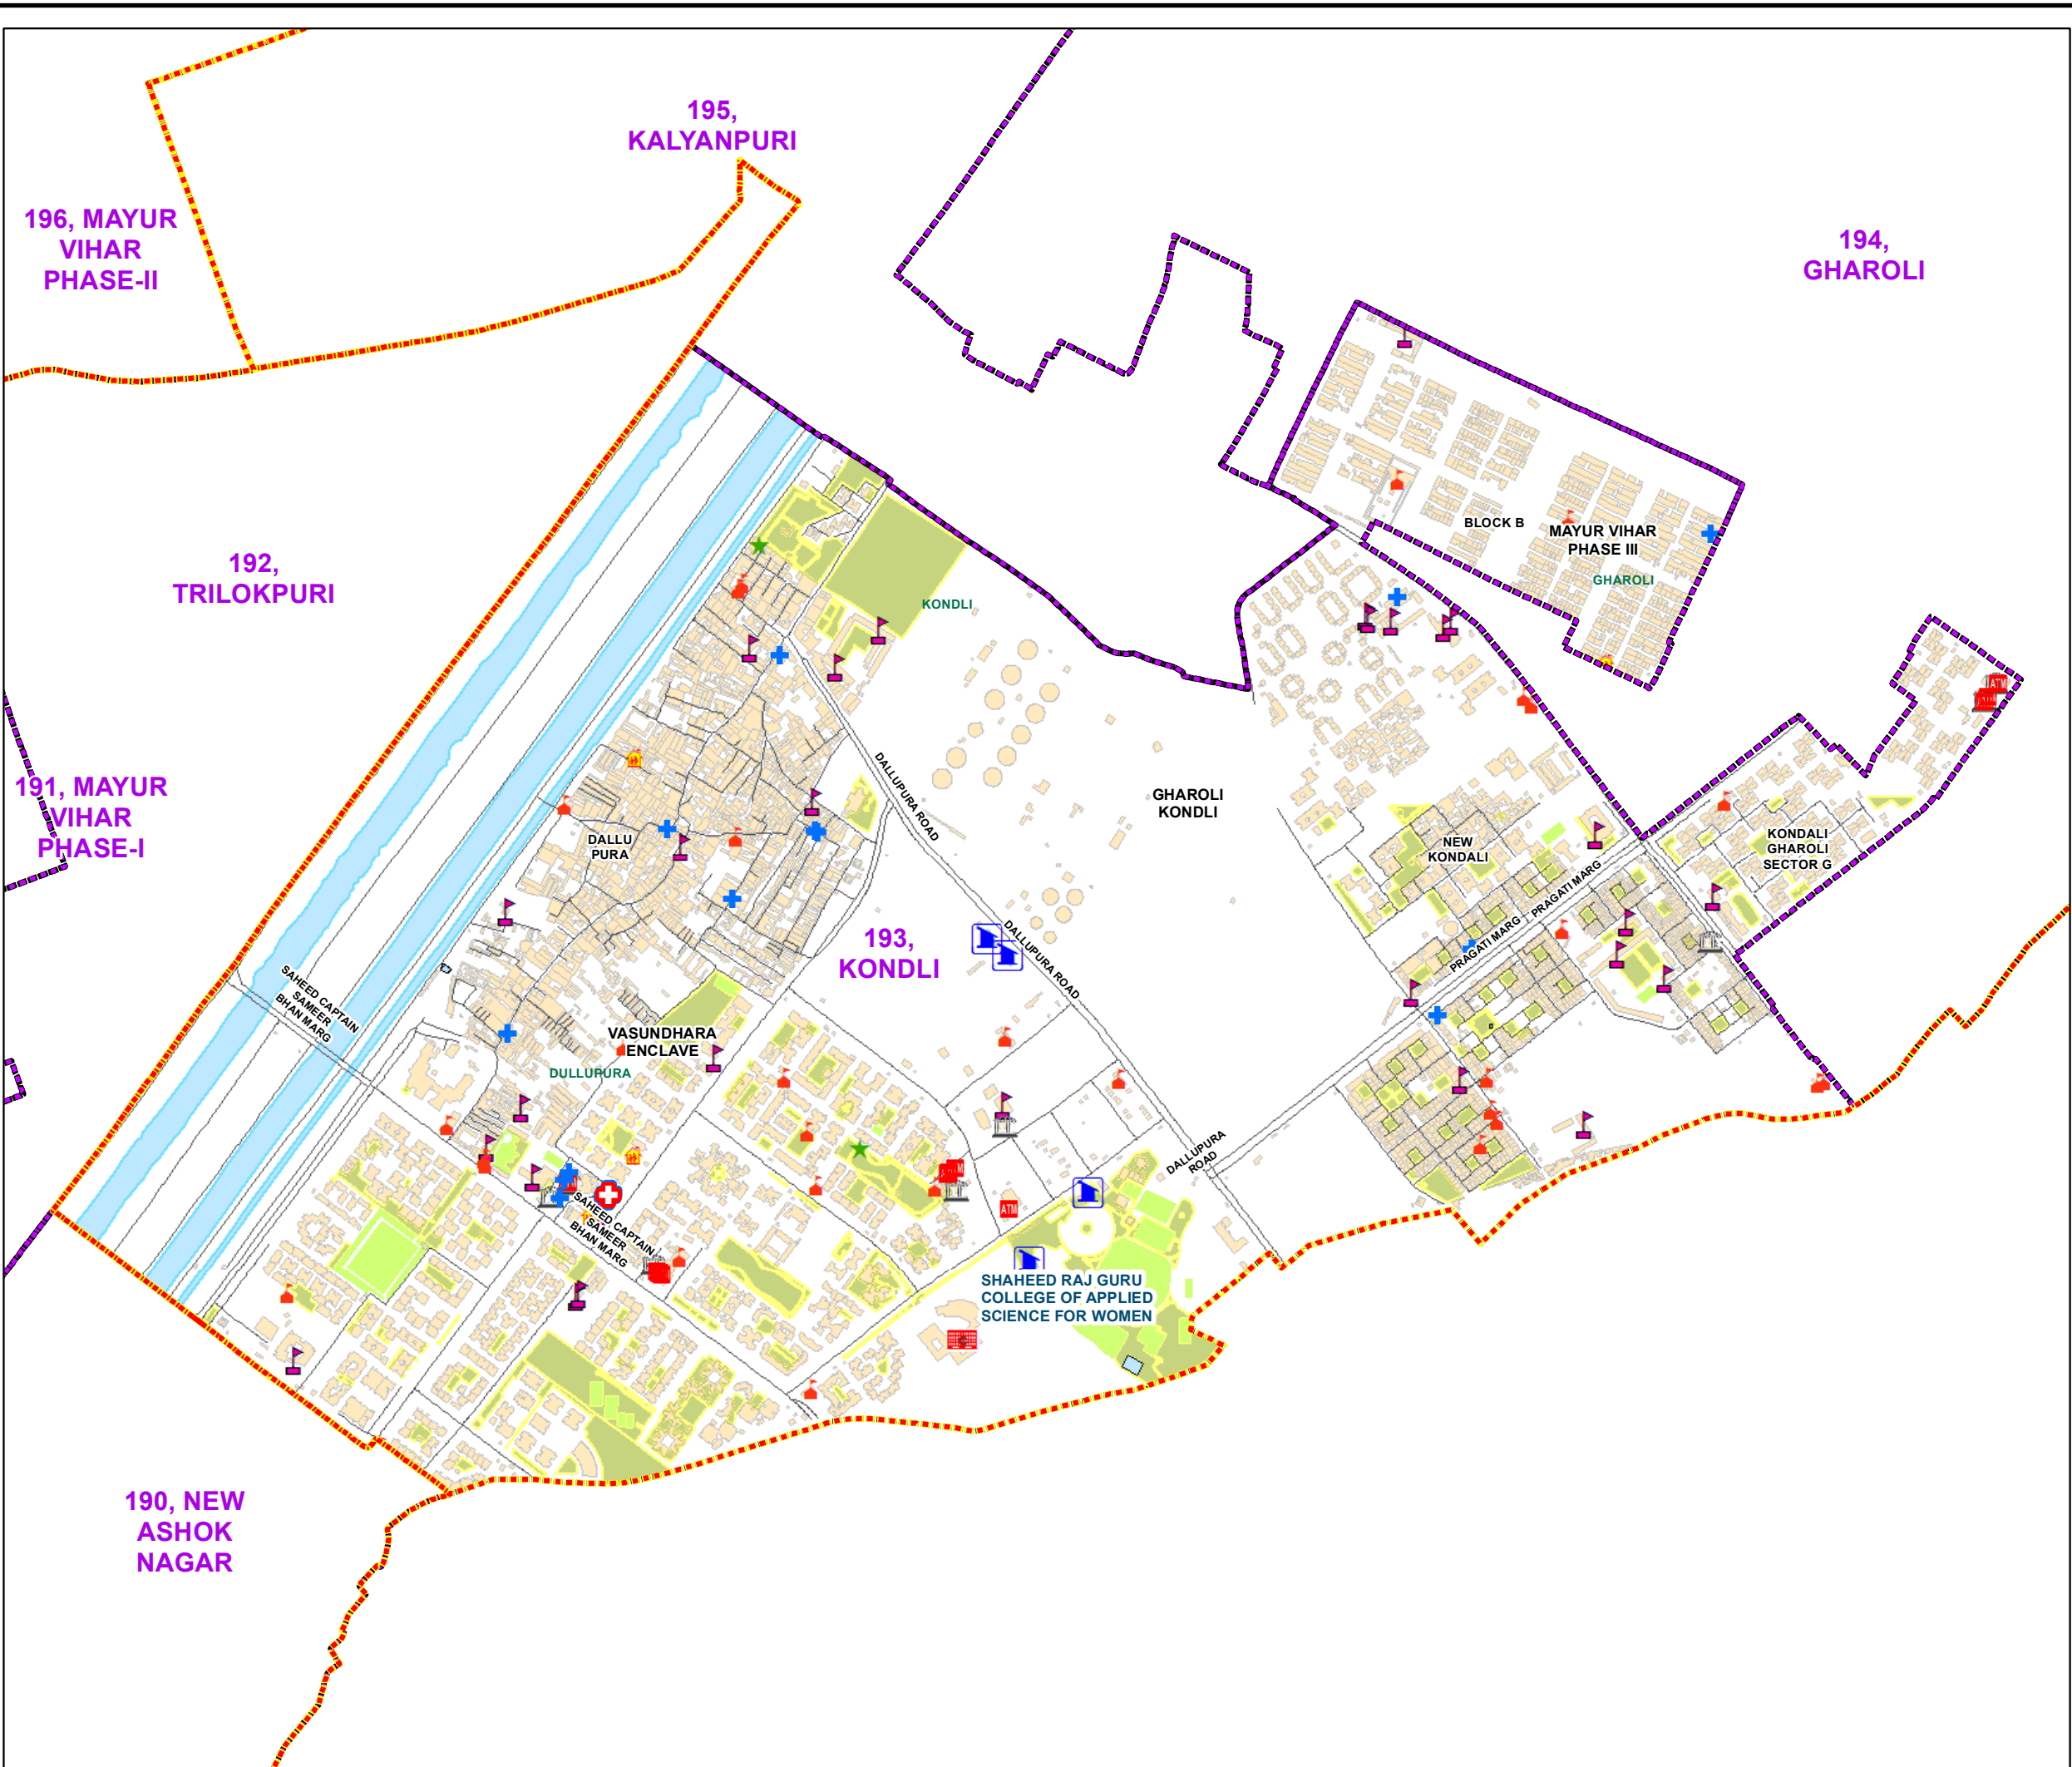 195,
KALYANPURI
196, MAYUR
VIHAR
PHASE-II
194,
GHAROLI
BLOCK B
MAYUR VIHAR
PHASE III
GHAROLI
192,
TRILOKPURI
KONDLI
191, MAYUR
VIHAR
PHASE-I
DALLUPURA ROAD
GHAROLI
KONDLI
DALLU
PURA
NEW
KONDALI
KONDALI
GHAROLI
SECTOR G
PRAGATI MARG
PRAGATI MARG
193,
KONDLI
DALLUPURA ROAD
SAHEED CAPTAIN
SAMEER
BHAN MARG
VASUNDHARA
ENCLAVE
DULLUPURA
DALLUPURA
ROAD
SAHEED CAPTAIN
SAMEER
BHAN MARG
ATM
ATM
SHAHEED RAJ GURU
COLLEGE OF APPLIED
SCIENCE FOR WOMEN
190, NEW
ASHOK
NAGAR